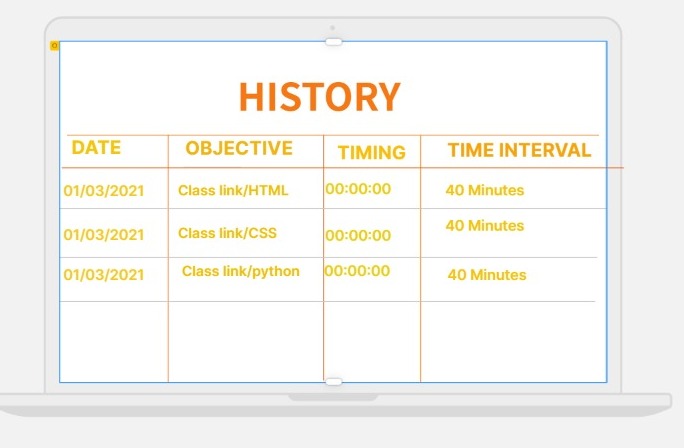 HISTORY
DATE OBJECTIVE TIMING TIME INTERVAL
01/03/2021 Class link/HTML 00:00:00 40 Minutes
01/03/2021 Class link/CSS 00:00:00 40 Minutes
01/03/2021 Class link/python 00:00:00 40 Minutes